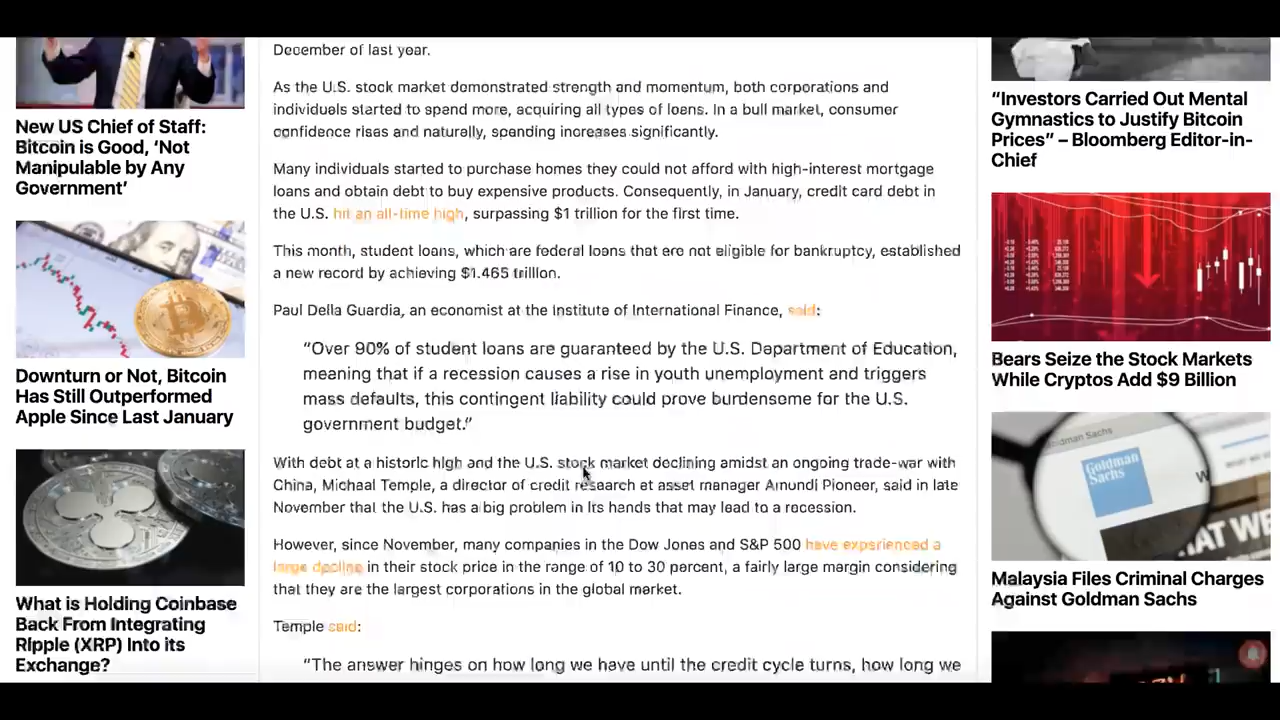 New US Chief of Staff:
Bitcoin is Good, ‘Not
Manipulable by Any
Government’
Downturn or Not, Bitcoin
Has Still Outperformed
Apple Since Last January
What is Holding Coinbase
Back From Integrating
Ripple (XRP) Into its
Exchange?
December of last year.
As the U.S. stock market demonstrated strength and momentum, both corporations and
individuals started to spend more, acquiring all types of loans. In a bull market, consumer
confidence rises and naturally, spending increases significantly.
Many individuals started to purchase homes they could not afford with high-interest mortgage
loans and obtain debt to buy expensive products. Consequently, in January, credit card debt in
the U.S. hit an all-time high, surpassing $1 trillion for the first time.
This month, student loans, which are federal loans that are not eligible for bankruptcy, established
a new record by achieving $1.465 trillion.
Paul Della Guardia, an economist at the Institute of International Finance, said:
“Over 90% of student loans are guaranteed by the U.S. Department of Education,
meaning that if a recession causes a rise in youth unemployment and triggers
mass defaults, this contingent liability could prove burdensome for the U.S.
government budget.”
With debt at a historic high and the U.S. stock market declining amidst an ongoing trade-war with
China, Michael Temple, a director of credit research at asset manager Amundi Pioneer, said in late
November that the U.S. has a big problem in its hands that may lead to a recession.
However, since November, many companies in the Dow Jones and S&P 500 have experienced a
large decline in their stock price in the range of 10 to 30 percent, a fairly large margin considering
that they are the largest corporations in the global market.
Temple said:
“The answer hinges on how long we have until the credit cycle turns, how long we
“Investors Carried Out Mental
Gymnastics to Justify Bitcoin
Prices” – Bloomberg Editor-in-
Chief
Bears Seize the Stock Markets
While Cryptos Add $9 Billion
Goldman Sachs
Goldman
Sachs
Malaysia Files Criminal Charges
Against Goldman Sachs